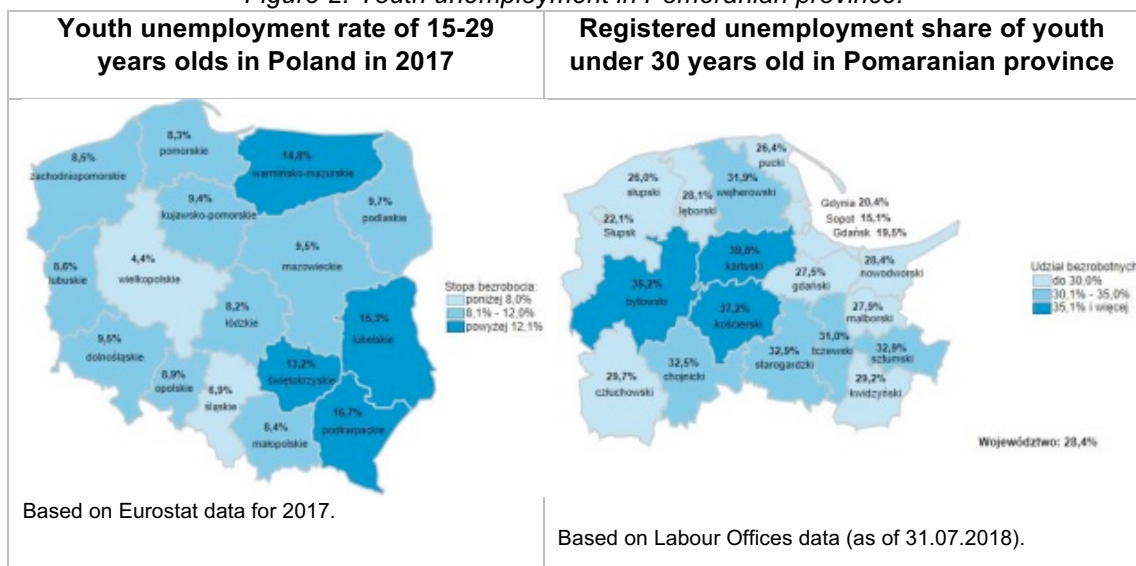 Figure 2. Youth unemployment in Pomeranian province.
Youth unemployment rate of 15-29
years olds in Poland in 2017
Registered unemployment share of youth
under 30 years old in Pomaranian province
8,3%
pomorskie
8,5%
zachodniopomorskie
14,8%
warmińsko-mazurskie
9,4%
kujawsko-pomorskie
9,7%
podlaskie
9,5%
mazowieckie
4,4%
wielkopolskie
8,6%
lubuskie
8,2%
łódzkie
15,3%
lubelskie
9,5%
dolnośląskie
8,9%
opolskie
6,9%
śląskie
13,2%
świętokrzyskie
8,4%
małopolskie
16,7%
podkarpackie
Stopa bezrobocia:
poniżej 8,0%
8,1% - 12,0%
powyżej 12,1%
Based on Eurostat data for 2017.
26,4%
pucki
26,0%
słupski
28,1%
lęborski
31,9%
wejherowski
Gdynia 20,4%
Sopot 15,1%
Gdańsk 19,5%
22,1%
Słupsk
39,8%
kartuski
28,4%
nowodworski
27,5%
gdański
bytowski
37,2%
kościerski
27,9%
malborski
31,0%
tczewski
32,9%
sztumski
32,9%
starogardzki
32,5%
chojnicki
29,7%
człuchowski
29,2%
kwidzyński
Udział bezrobotnych
do 30,0%
30,1% - 35,0%
35,1% i więcej
Województwo: 28,4%
Based on Labour Offices data (as of 31.07.2018).